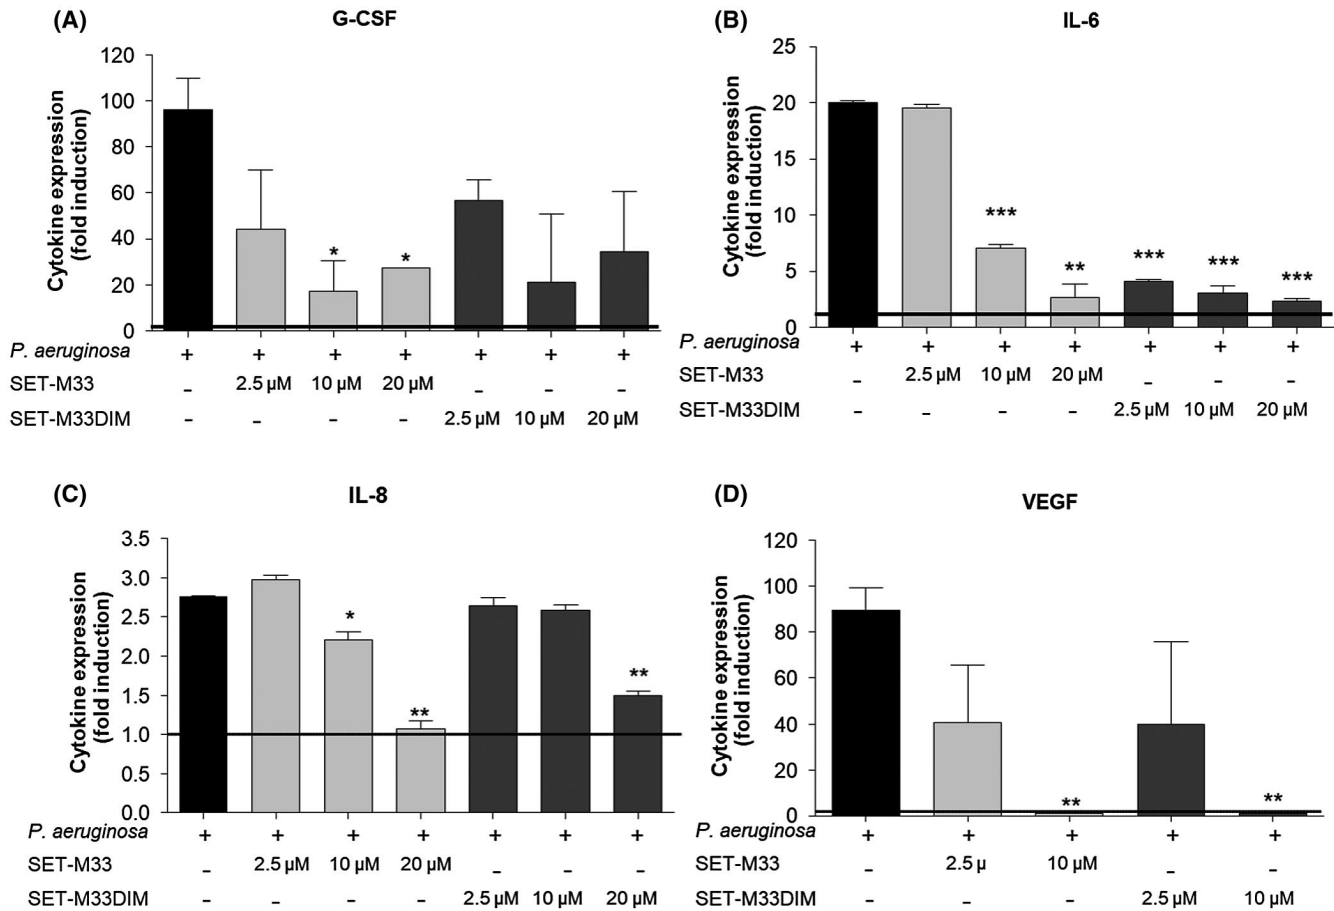 (A)
G-CSF
Cytokine expression
(fold induction)
120
100
80
60
40
20
0
*
*
P. aeruginosa + + + + + + +
SET-M33 - 2.5 µM 10 µM 20 µM - - -
SET-M33DIM - - - - 2.5 µM 10 µM 20 µM
(B)
IL-6
Cytokine expression
(fold induction)
25
20
15
10
5
0
***
**
***
***
***
P. aeruginosa + + + + + + +
SET-M33 - 2.5 µM 10 µM 20 µM - - -
SET-M33DIM - - - - 2.5 µM 10 µM 20 µM
(C)
IL-8
Cytokine expression
(fold induction)
3.5
3.0
2.5
2.0
1.5
1.0
0.5
0.0
*
**
**
P. aeruginosa + + + + + + +
SET-M33 - 2.5 µM 10 µM 20 µM - - -
SET-M33DIM - - - - 2.5 µM 10 µM 20 µM
(D)
VEGF
Cytokine expression
(fold induction)
120
100
80
60
40
20
0
**
**
P. aeruginosa + + + + +
SET-M33 - 2.5 µ 10 µM - -
SET-M33DIM - - - 2.5 µM 10 µM